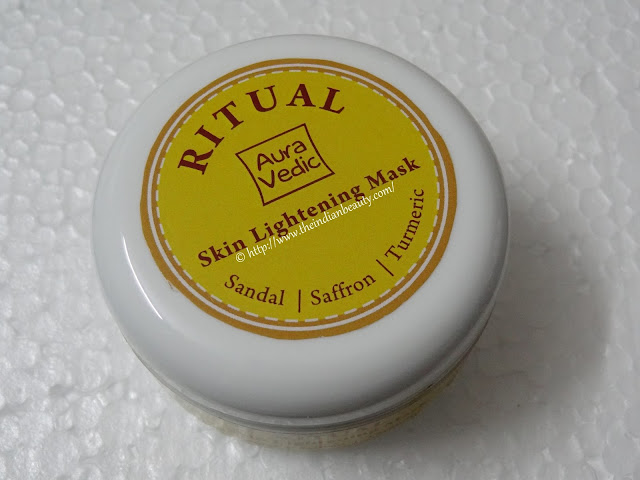 RITUAL
Aura
Vedic
Skin Lightening Mask
© http://www.theindianbeauty.com/
Sandal | Saffron | Turmeric